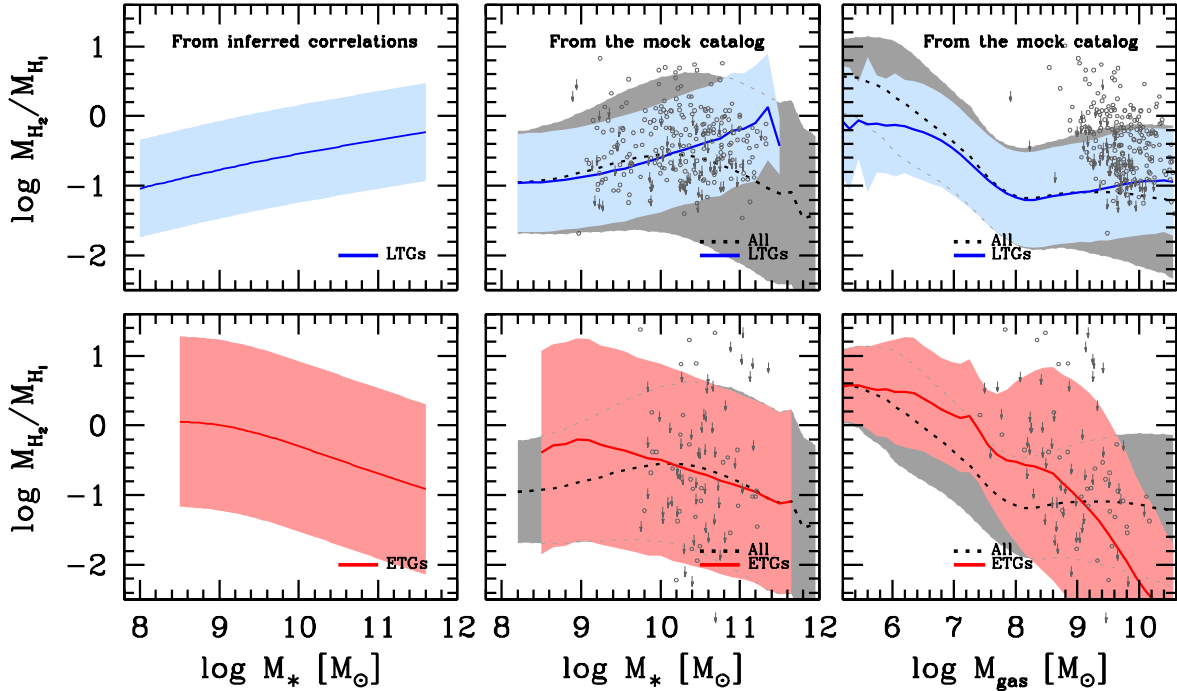 From inferred correlations
From the mock catalog
From the mock catalog
log M_H₂/M_Hı
1
0
−1
−2
LTGs
All
LTGs
All
LTGs
log M_H₂/M_Hı
1
0
−1
−2
ETGs
All
ETGs
All
ETGs
8 9 10 11 12
8 9 10 11 12
6 7 8 9 10
log M_* [M_⊙]
log M_* [M_⊙]
log M_gas [M_⊙]